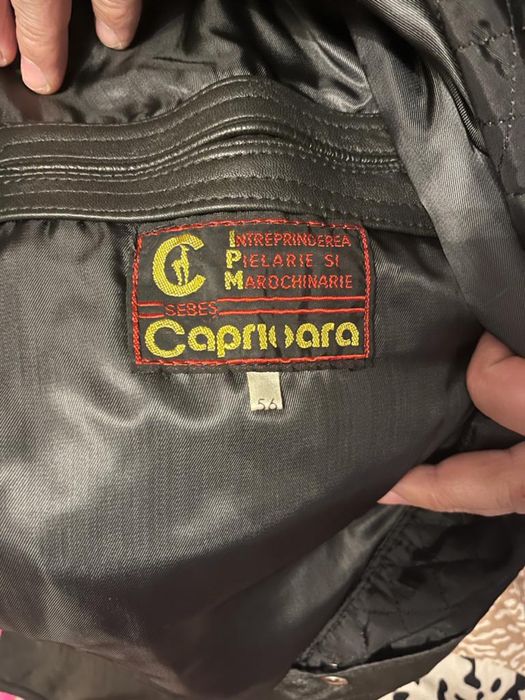 C
INTREPRINDEREA
PIELARIE SI
MAROCHINARIE
SEBES
Caprioara
56